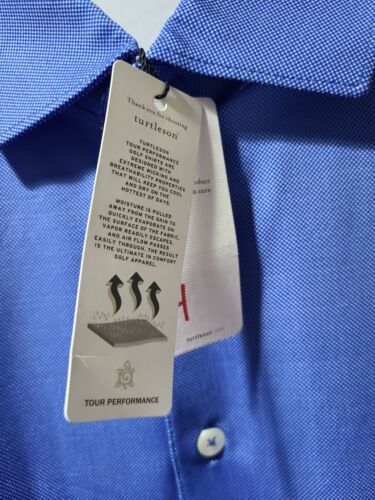 Thank you for choosing
turtleson®
TURTLESON
TOUR PERFORMANCE
GOLF SHIRTS ARE
DESIGNED WITH
EXTREME WICKING AND
BREATHABILITY PROPERTIES
THAT WILL KEEP YOU COOL
AND DRY ON THE
HOTTEST OF DAYS.
MOISTURE IS PULLED
AWAY FROM THE SKIN TO
QUICKLY EVAPORATE ON
THE SURFACE OF THE FABRIC.
VAPOR READILY ESCAPES,
AND AIR FLOW PASSES
EASILY THROUGH. THE RESULT
IS THE ULTIMATE IN COMFORT
GOLF APPAREL.
TOUR PERFORMANCE
care
turtleson.com